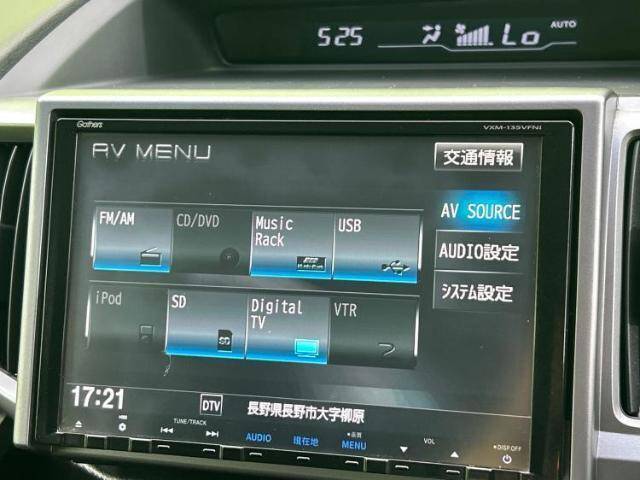 5:25 AUTO Lo
Gathers VXM-135VFNi
AV MENU 交通情報
FM/AM CD/DVD Music Rack USB
AV SOURCE
AUDIO設定
iPod SD Digital TV VTR
システム設定
17:21 DTV 長野県長野市大字柳原
TUNE/TRACK AUDIO 現在地 MENU VOL DISP OFF